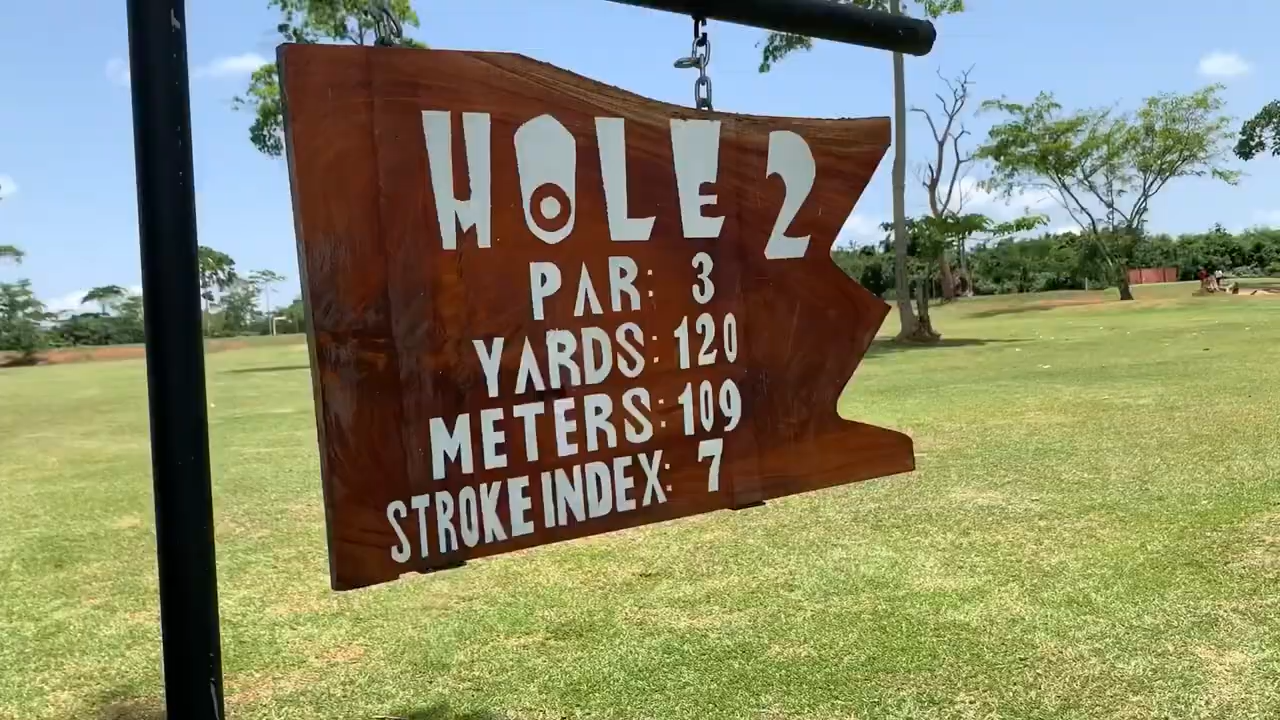 HOLE 2
PAR: 3
YARDS: 120
METERS: 109
STROKE INDEX: 7